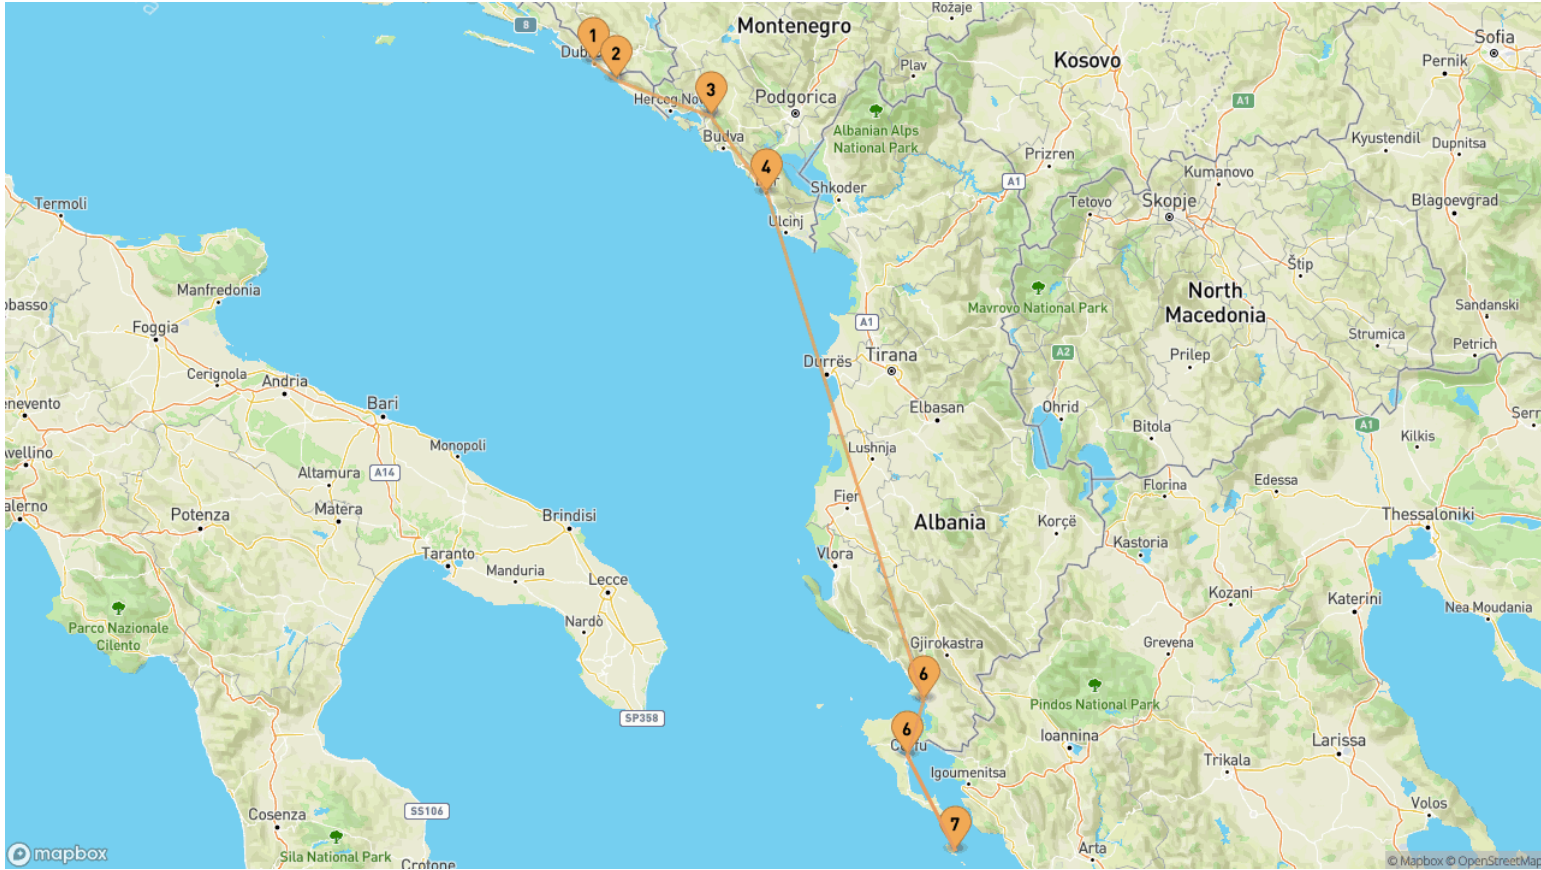 8
Montenegro
Rožaje
Sofia
1
2
Kosovo
Pernik
Plav
3
Podgorica
A1
Budva
Albanian Alps
National Park
Kyustendil
Dupnitsa
Prizren
4
Shkoder
A1
Kumanovo
Termoli
Tetovo
Skopje
Blagoevgrad
Ulcinj
Štip
Manfredonia
Mavrovo National Park
North
Macedonia
Sandanski
Foggia
A1
Strumica
Petrich
Durrës
Tirana
A2
Prilep
Cerignola
Andria
Bari
Elbasan
Ohrid
Bitola
A1
Kilkis
Monopoli
Lushnja
Altamura
A14
Florina
Edessa
Matera
Fier
Potenza
Brindisi
Albania
Korçë
Thessaloniki
Taranto
Vlora
Kastoria
Manduria
Lecce
Kozani
Katerini
Nea Moudania
Parco Nazionale
Cilento
Nardò
Gjirokastra
Grevena
6
Pindos National Park
SP358
6
Ioannina
Larissa
Igoumenitsa
Trikala
Cosenza
SS106
Volos
7
Arta
mapbox
Sila National Park
Crotone
© Mapbox © OpenStreetMap